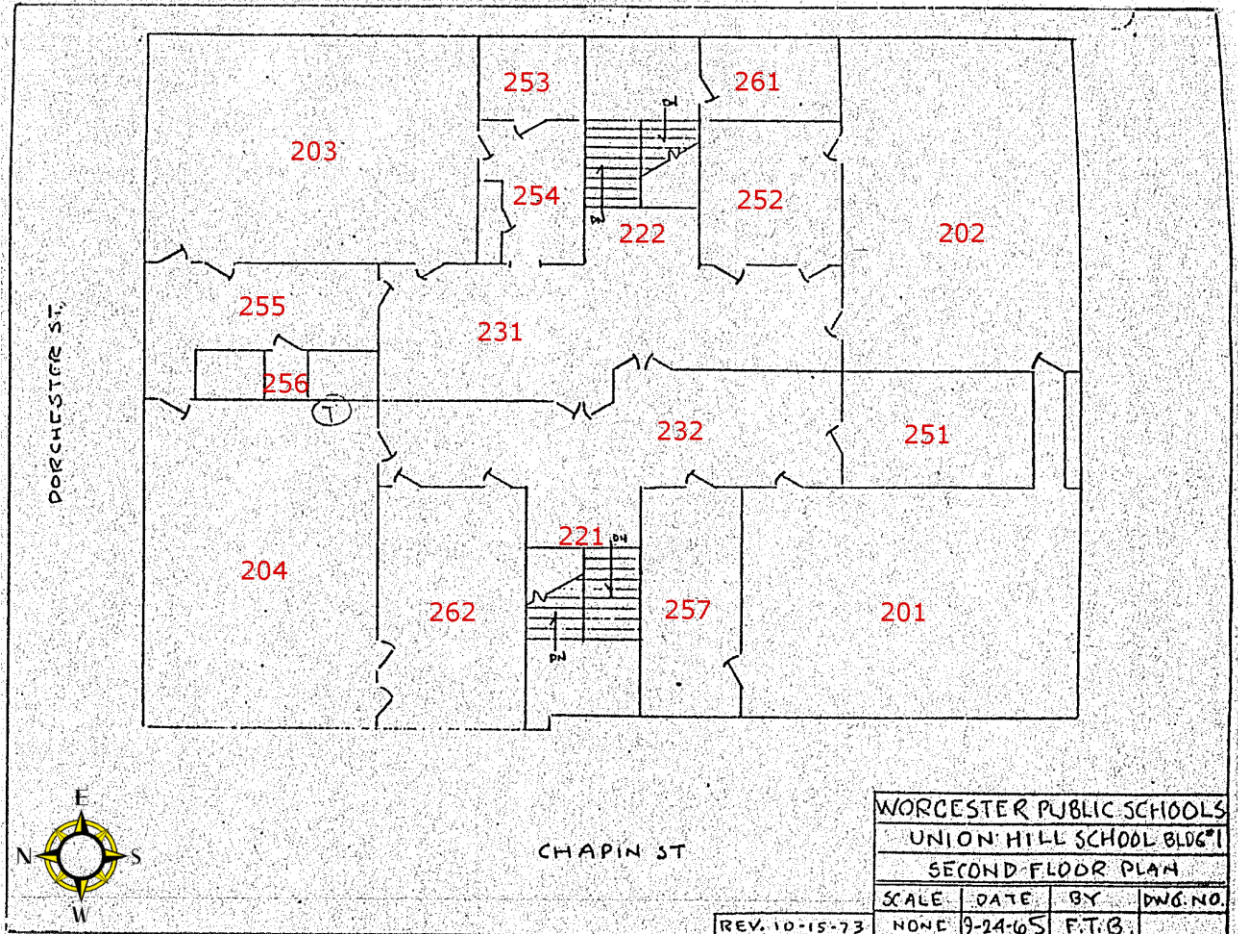 253
261
DN
203
254
252
DN
222
202
255
231
256
T
232
251
DORCHESTER ST.
221
DN
204
262
257
201
DN
E
N
S
W
CHAPIN ST
WORCESTER PUBLIC SCHOOLS
UNION HILL SCHOOL BLDG #1
SECOND FLOOR PLAN
SCALE DATE BY DWG. NO.
NONE 9-24-65 F.T.B.
REV. 10-15-73